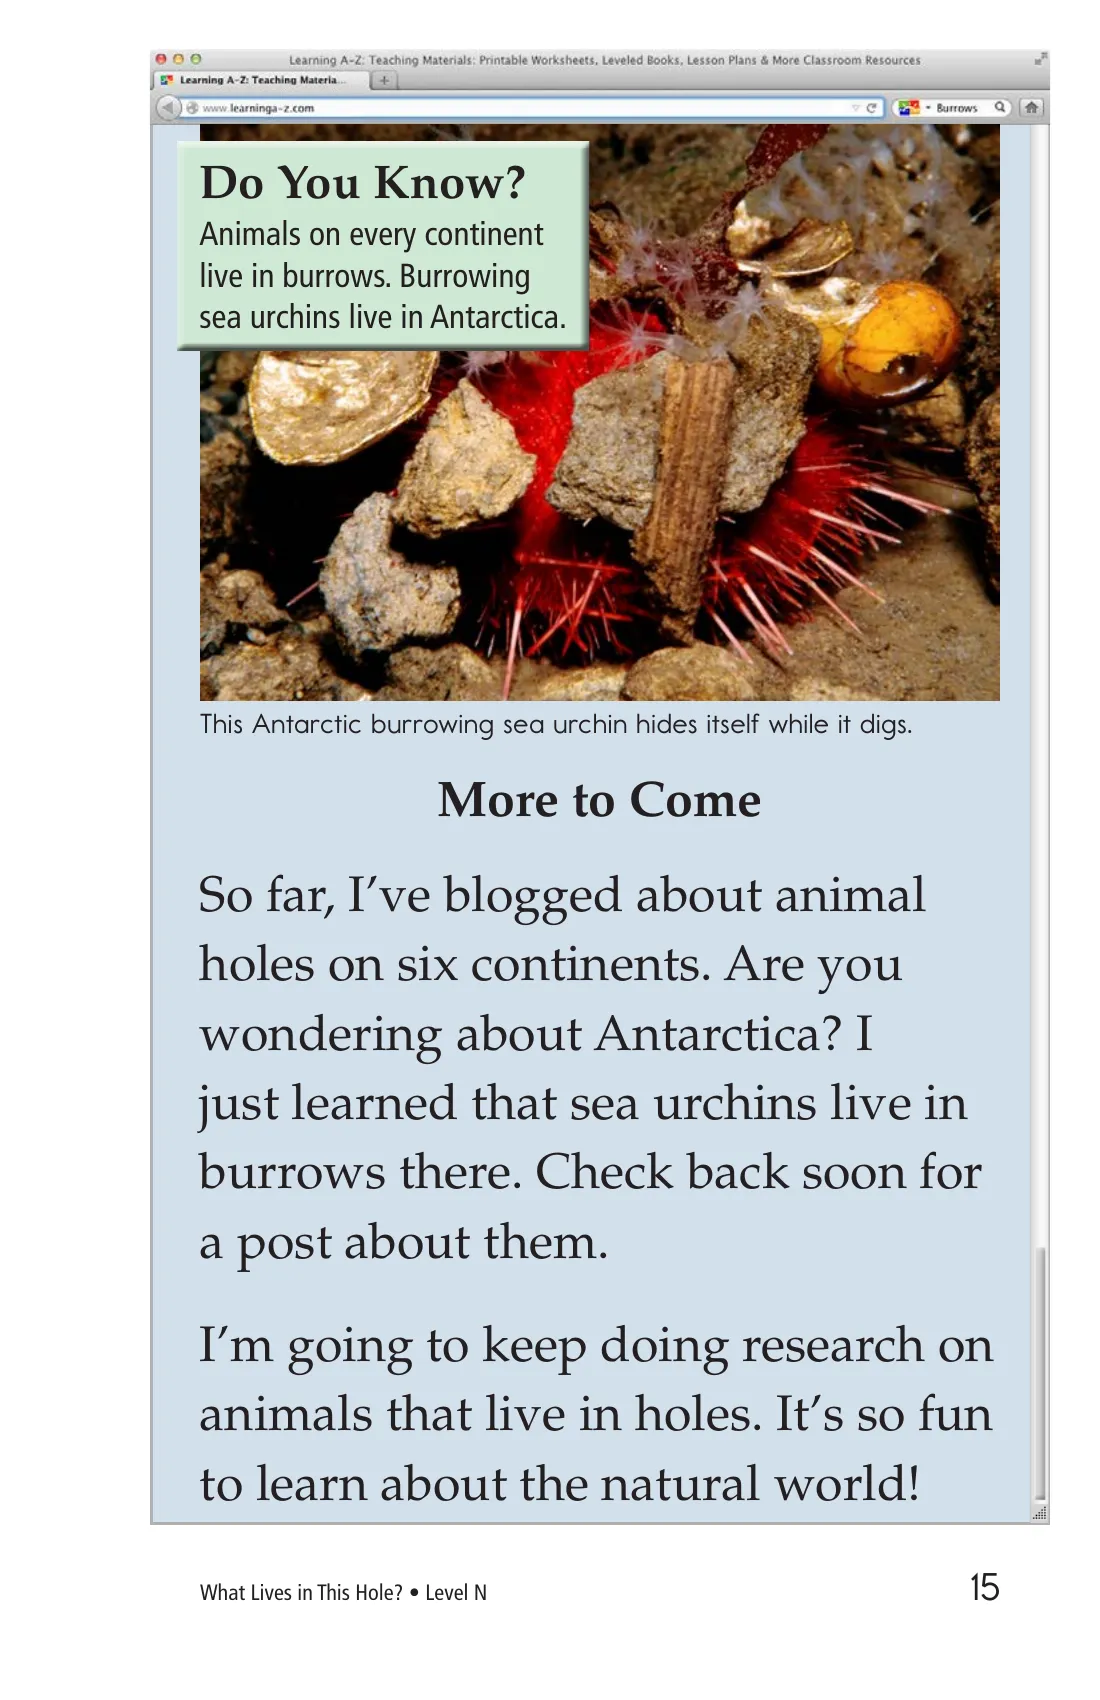 Learning A-Z: Teaching Materials: Printable Worksheets, Leveled Books, Lesson Plans & More Classroom Resources
Learning A-Z: Teaching Materia...
www.learninga-z.com
Burrows
Do You Know?
Animals on every continent
live in burrows. Burrowing
sea urchins live in Antarctica.
This Antarctic burrowing sea urchin hides itself while it digs.
More to Come
So far, I’ve blogged about animal
holes on six continents. Are you
wondering about Antarctica? I
just learned that sea urchins live in
burrows there. Check back soon for
a post about them.
I’m going to keep doing research on
animals that live in holes. It’s so fun
to learn about the natural world!
What Lives in This Hole? • Level N
15